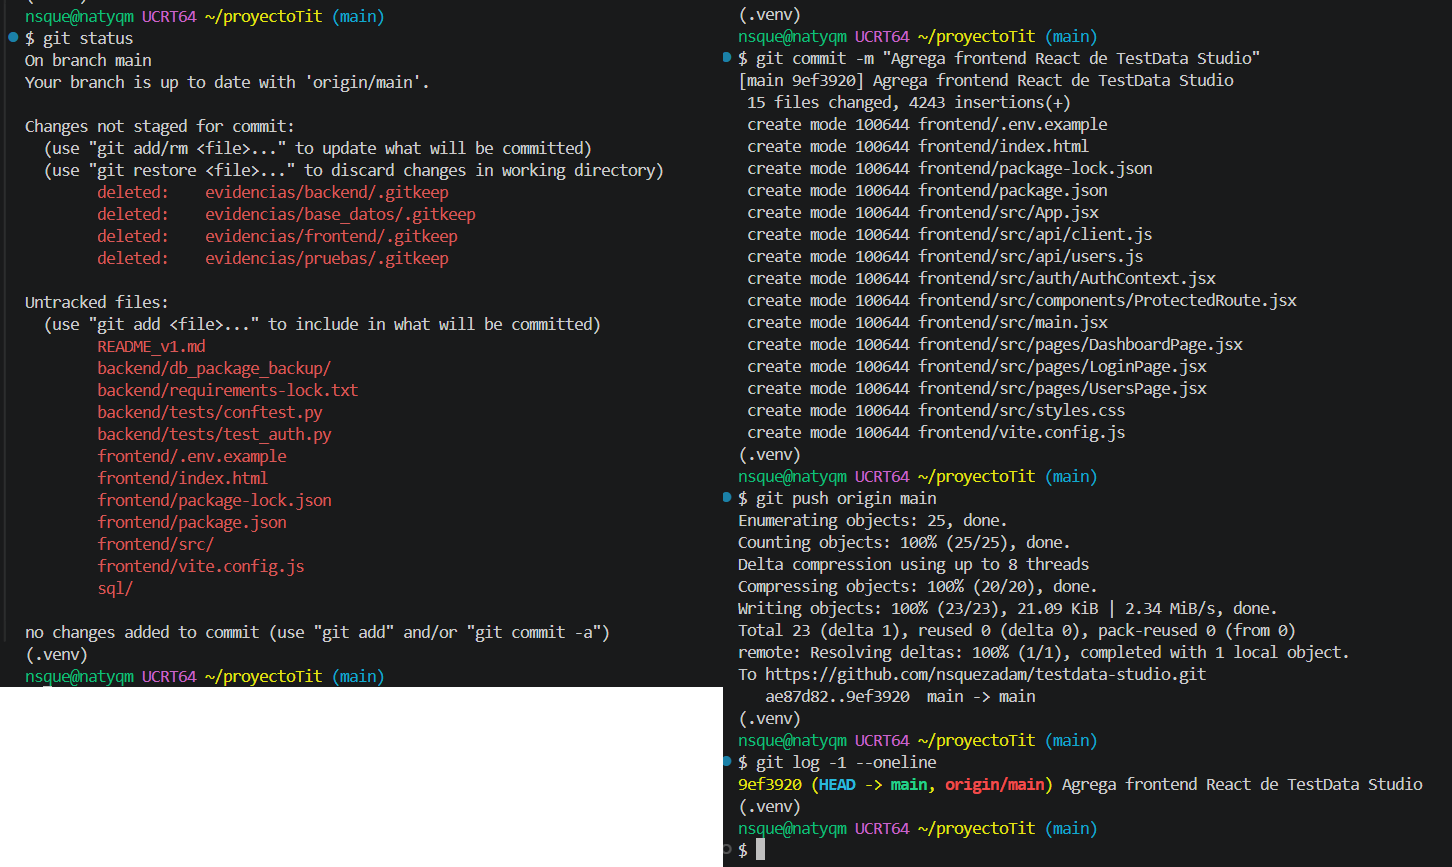 nsque@natyqm UCRT64 ~/proyectoTit (main)
$ git status
On branch main
Your branch is up to date with 'origin/main'.

Changes not staged for commit:
  (use "git add/rm <file>..." to update what will be committed)
  (use "git restore <file>..." to discard changes in working directory)
        deleted:    evidencias/backend/.gitkeep
        deleted:    evidencias/base_datos/.gitkeep
        deleted:    evidencias/frontend/.gitkeep
        deleted:    evidencias/pruebas/.gitkeep

Untracked files:
  (use "git add <file>..." to include in what will be committed)
        README_v1.md
        backend/db_package_backup/
        backend/requirements-lock.txt
        backend/tests/conftest.py
        backend/tests/test_auth.py
        frontend/.env.example
        frontend/index.html
        frontend/package-lock.json
        frontend/package.json
        frontend/src/
        frontend/vite.config.js
        sql/

no changes added to commit (use "git add" and/or "git commit -a")
(.venv)
nsque@natyqm UCRT64 ~/proyectoTit (main)
(.venv)
nsque@natyqm UCRT64 ~/proyectoTit (main)
$ git commit -m "Agrega frontend React de TestData Studio"
[main 9ef3920] Agrega frontend React de TestData Studio
 15 files changed, 4243 insertions(+)
 create mode 100644 frontend/.env.example
 create mode 100644 frontend/index.html
 create mode 100644 frontend/package-lock.json
 create mode 100644 frontend/package.json
 create mode 100644 frontend/src/App.jsx
 create mode 100644 frontend/src/api/client.js
 create mode 100644 frontend/src/api/users.js
 create mode 100644 frontend/src/auth/AuthContext.jsx
 create mode 100644 frontend/src/components/ProtectedRoute.jsx
 create mode 100644 frontend/src/main.jsx
 create mode 100644 frontend/src/pages/DashboardPage.jsx
 create mode 100644 frontend/src/pages/LoginPage.jsx
 create mode 100644 frontend/src/pages/UsersPage.jsx
 create mode 100644 frontend/src/styles.css
 create mode 100644 frontend/vite.config.js
(.venv)
nsque@natyqm UCRT64 ~/proyectoTit (main)
$ git push origin main
Enumerating objects: 25, done.
Counting objects: 100% (25/25), done.
Delta compression using up to 8 threads
Compressing objects: 100% (20/20), done.
Writing objects: 100% (23/23), 21.09 KiB | 2.34 MiB/s, done.
Total 23 (delta 1), reused 0 (delta 0), pack-reused 0 (from 0)
remote: Resolving deltas: 100% (1/1), completed with 1 local object.
To https://github.com/nsquezadam/testdata-studio.git
   ae87d82..9ef3920  main -> main
(.venv)
nsque@natyqm UCRT64 ~/proyectoTit (main)
$ git log -1 --oneline
9ef3920 (HEAD -> main, origin/main) Agrega frontend React de TestData Studio
(.venv)
nsque@natyqm UCRT64 ~/proyectoTit (main)
$